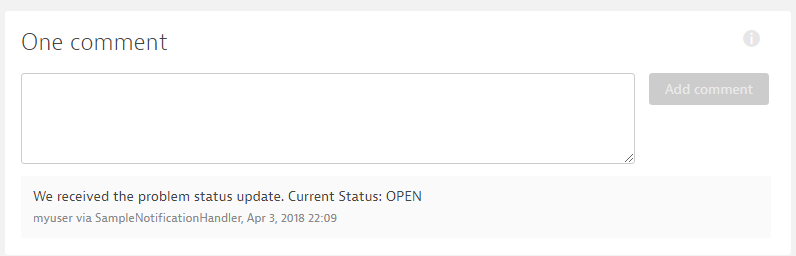 One comment
Add comment
We received the problem status update. Current Status: OPEN
myuser via SampleNotificationHandler, Apr 3, 2018 22:09